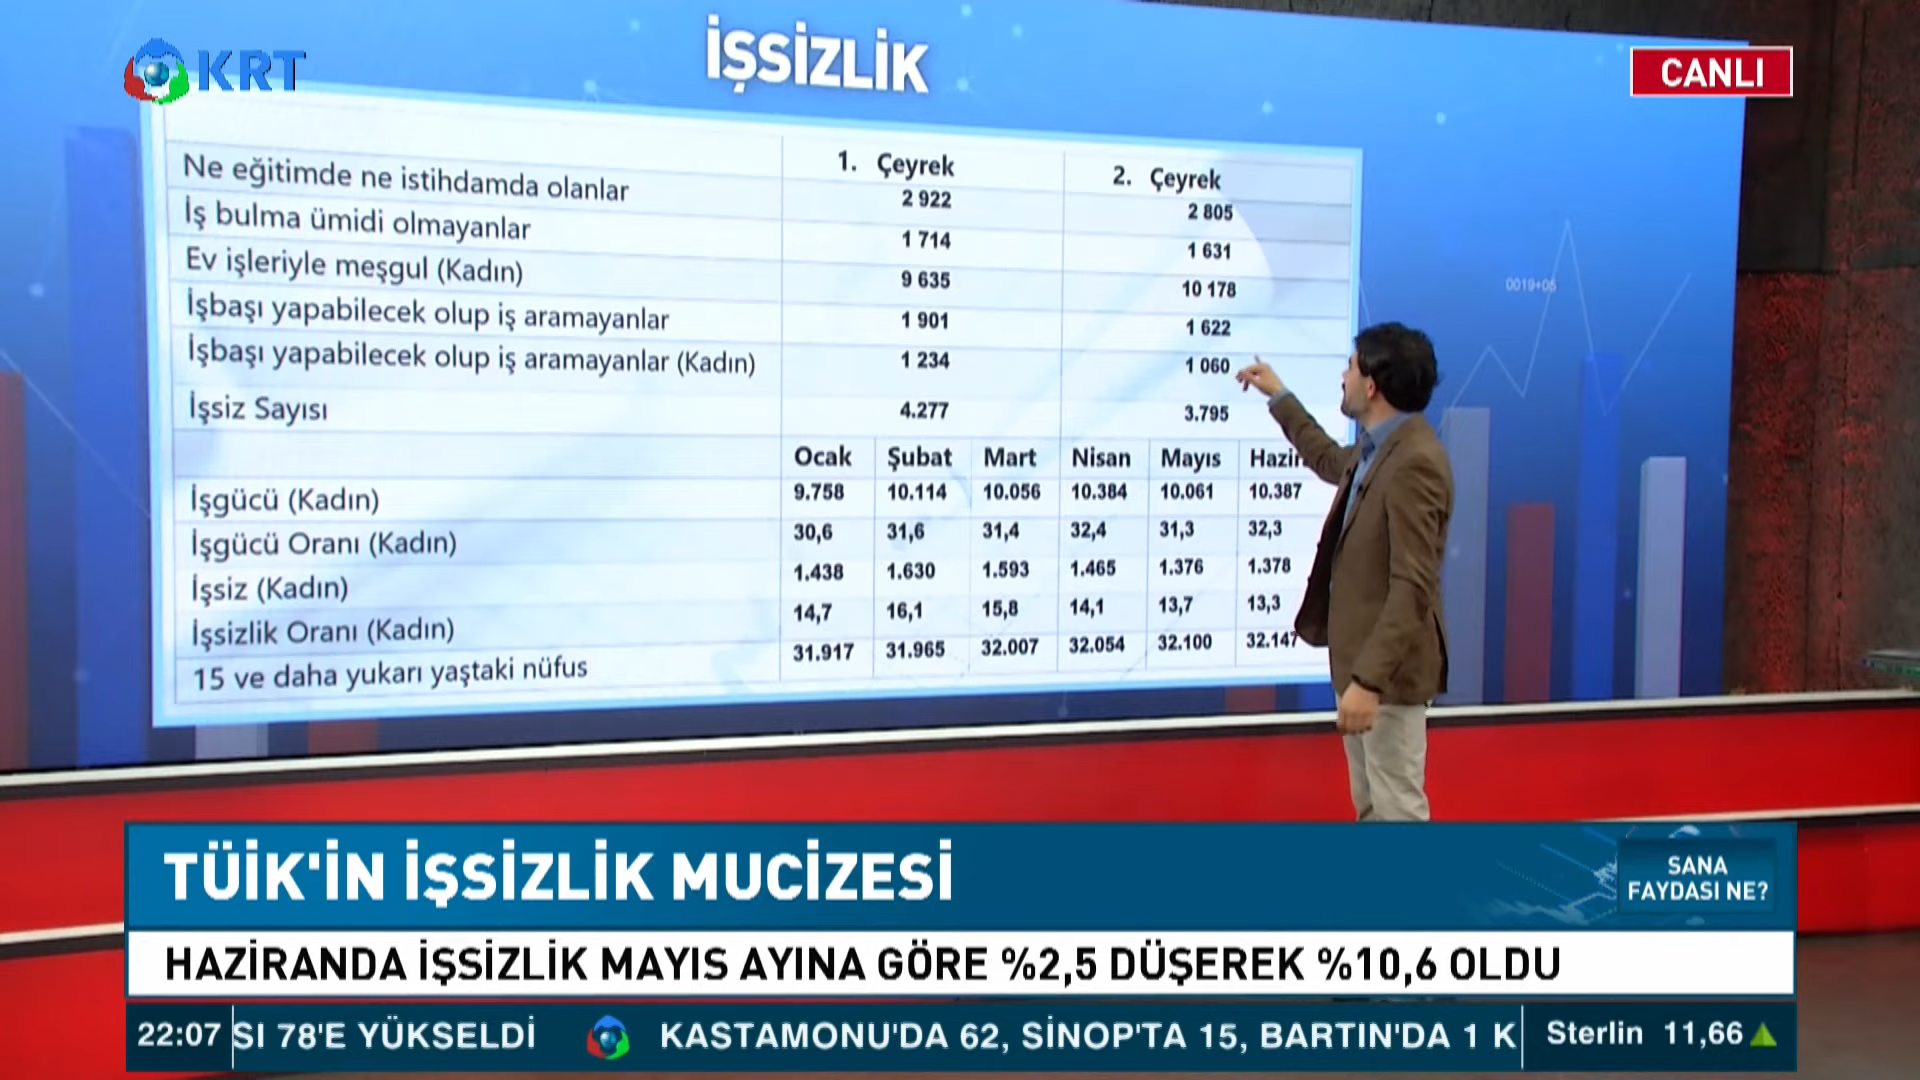 KRT
İŞSİZLİK
CANLI
1. Çeyrek 2. Çeyrek
Ne eğitimde ne istihdamda olanlar 2 922 2 805
İş bulma ümidi olmayanlar 1 714 1 631
Ev işleriyle meşgul (Kadın) 9 635 10 178
İşbaşı yapabilecek olup iş aramayanlar 1 901 1 622
İşbaşı yapabilecek olup iş aramayanlar (Kadın) 1 234 1 060
İşsiz Sayısı 4.277 3.795
Ocak Şubat Mart Nisan Mayıs Hazir
İşgücü (Kadın) 9.758 10.114 10.056 10.384 10.061 10.387
İşgücü Oranı (Kadın) 30,6 31,6 31,4 32,4 31,3 32,3
İşsiz (Kadın) 1.438 1.630 1.593 1.465 1.376 1.378
İşsizlik Oranı (Kadın) 14,7 16,1 15,8 14,1 13,7 13,3
15 ve daha yukarı yaştaki nüfus 31.917 31.965 32.007 32.054 32.100 32.147
0019+05
TÜİK'İN İŞSİZLİK MUCİZESİ
SANA
FAYDASI NE?
HAZİRANDA İŞSİZLİK MAYIS AYINA GÖRE %2,5 DÜŞEREK %10,6 OLDU
22:07 SI 78'E YÜKSELDİ KASTAMONU'DA 62, SİNOP'TA 15, BARTIN'DA 1 K Sterlin 11,66